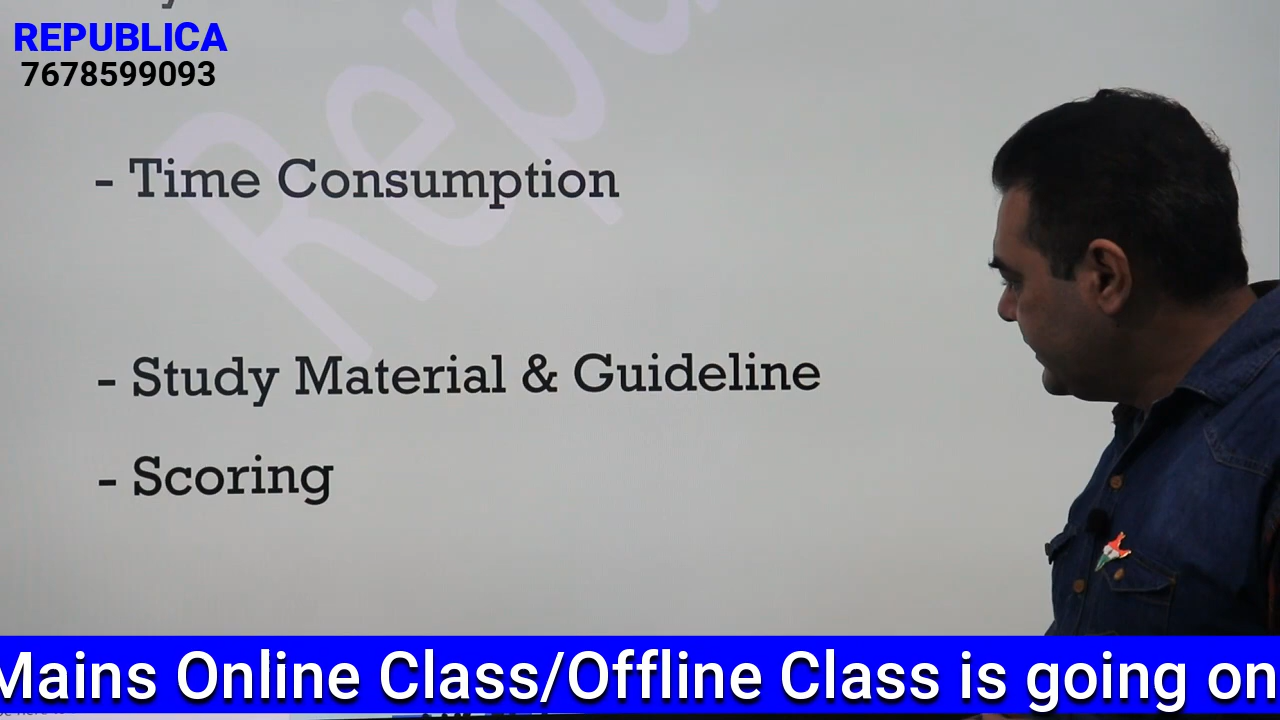 REPUBLICA
7678599093
- Time Consumption
- Study Material & Guideline
- Scoring
Mains Online Class/Offline Class is going on